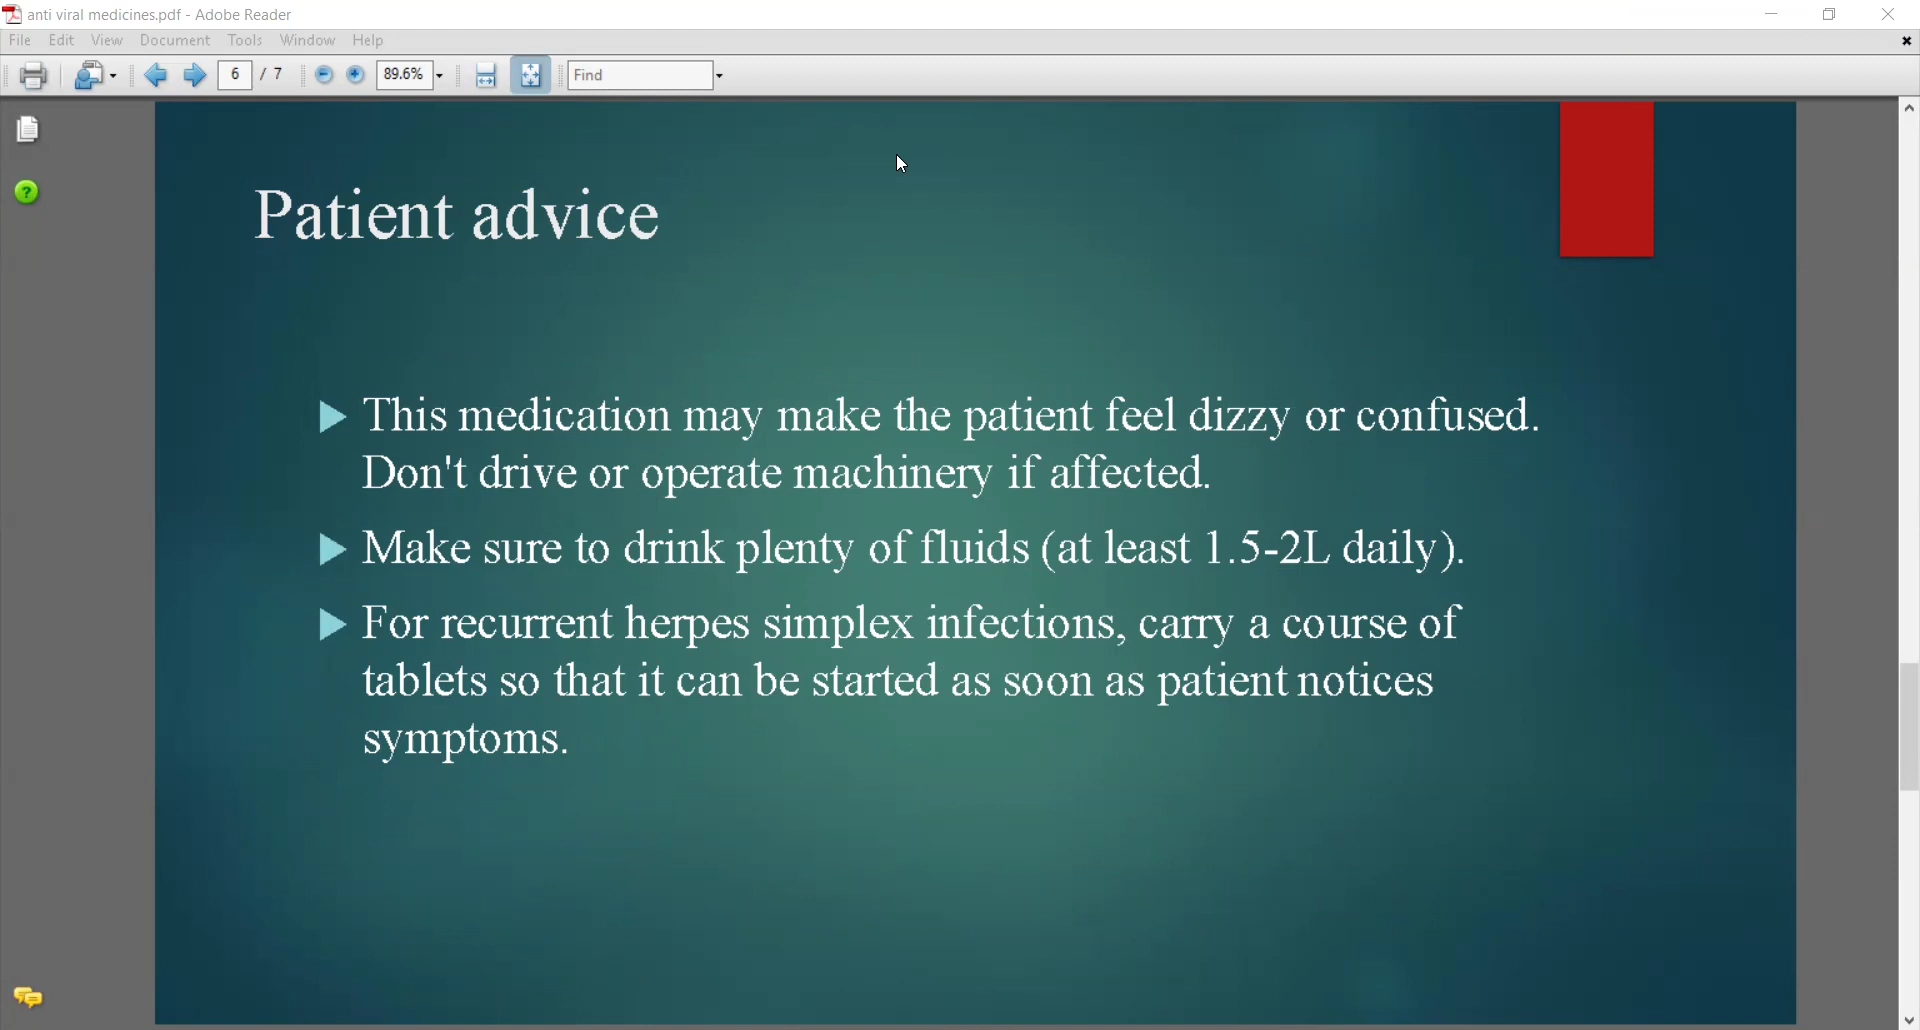 anti viral medicines.pdf - Adobe Reader
File Edit View Document Tools Window Help
6 / 7 89.6% Find
Patient advice
This medication may make the patient feel dizzy or confused.
Don't drive or operate machinery if affected.
Make sure to drink plenty of fluids (at least 1.5-2L daily).
For recurrent herpes simplex infections, carry a course of
tablets so that it can be started as soon as patient notices
symptoms.